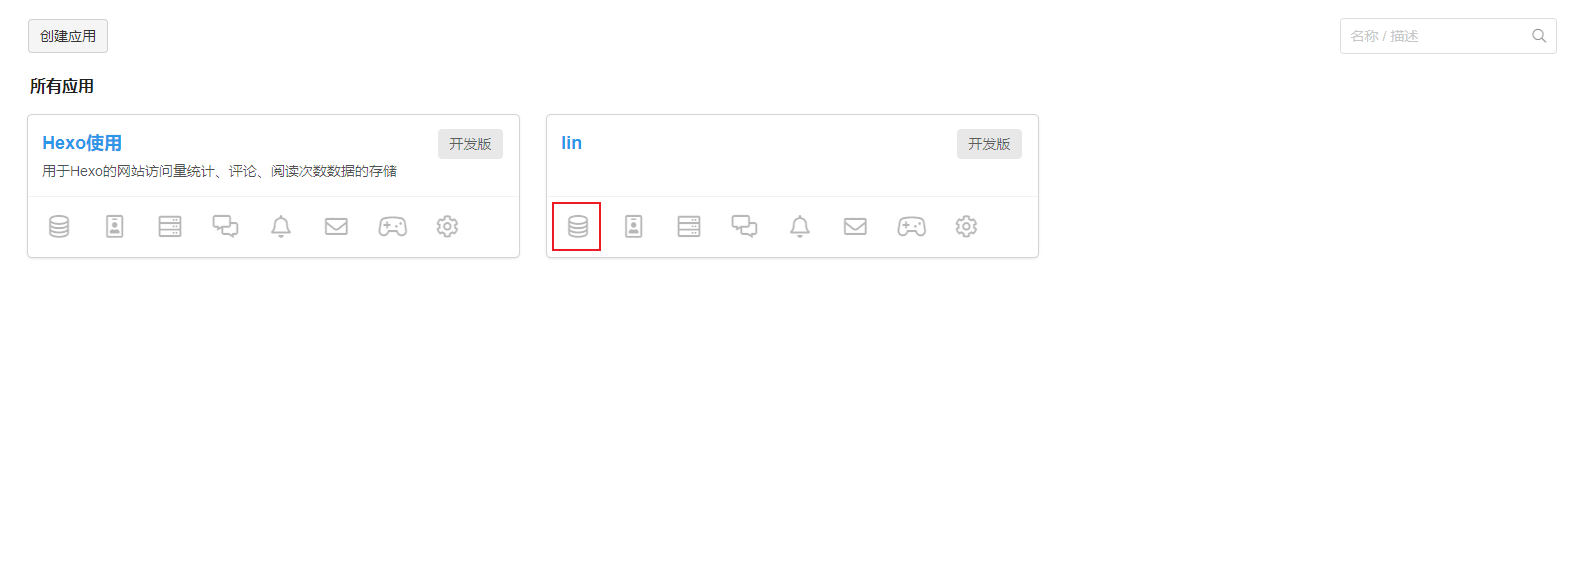 创建应用
名称 / 描述
所有应用
Hexo使用
开发版
用于Hexo的网站访问量统计、评论、阅读次数数据的存储
lin
开发版